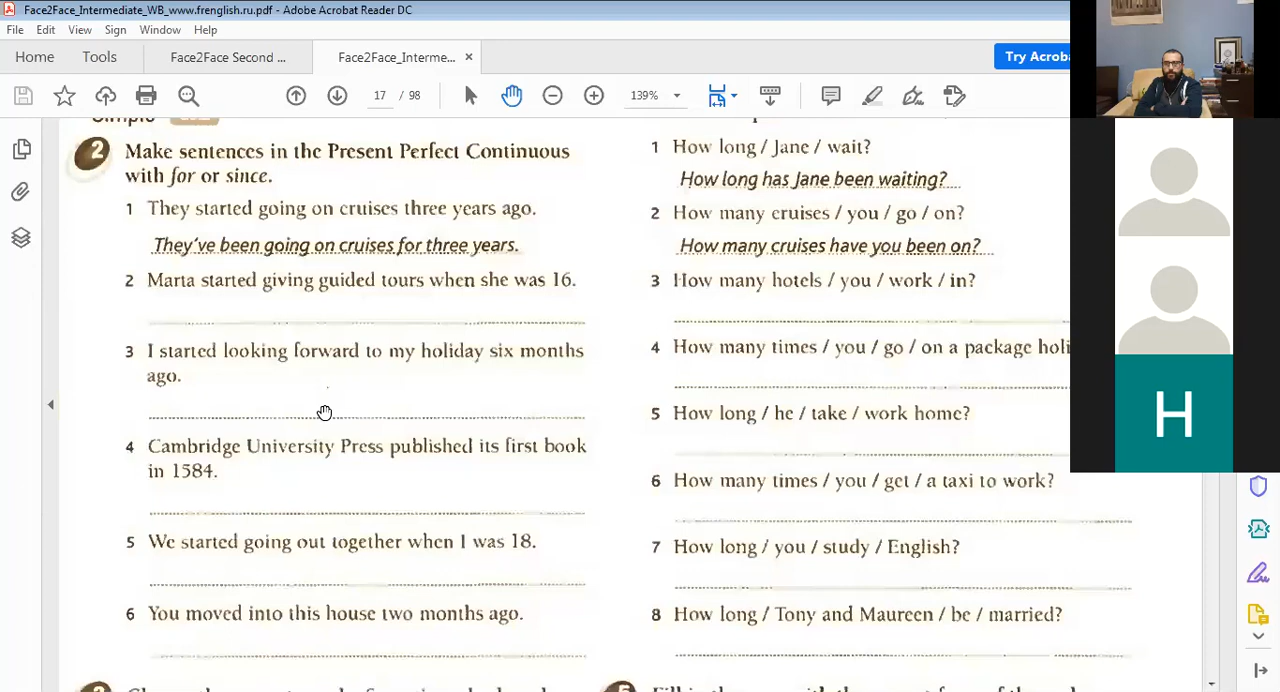 Face2Face_Intermediate_WB_www.frenglish.ru.pdf - Adobe Acrobat Reader DC
File Edit View Sign Window Help
Home Tools Face2Face Second ... Face2Face_Interme... × Try Acroba
17 / 98 139%
Simple
2 Make sentences in the Present Perfect Continuous
with for or since.
1 They started going on cruises three years ago.
They've been going on cruises for three years.
2 Marta started giving guided tours when she was 16.
3 I started looking forward to my holiday six months
ago.
4 Cambridge University Press published its first book
in 1584.
5 We started going out together when I was 18.
6 You moved into this house two months ago.
1 How long / Jane / wait?
How long has Jane been waiting?
2 How many cruises / you / go / on?
How many cruises have you been on?
3 How many hotels / you / work / in?
4 How many times / you / go / on a package holi
5 How long / he / take / work home?
6 How many times / you / get / a taxi to work?
7 How long / you / study / English?
8 How long / Tony and Maureen / be / married?
H